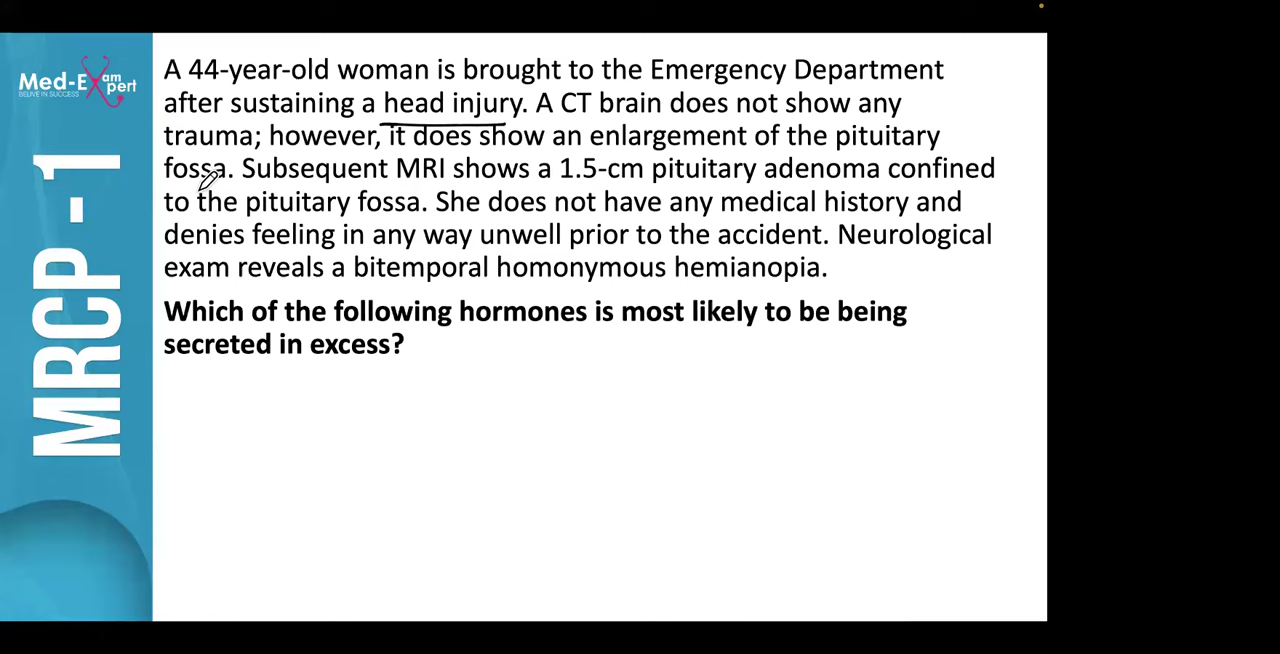 Med-Exam
Expert
BELIVE IN SUCCESS
MRCP - 1
A 44-year-old woman is brought to the Emergency Department
after sustaining a head injury. A CT brain does not show any
trauma; however, it does show an enlargement of the pituitary
fossa. Subsequent MRI shows a 1.5-cm pituitary adenoma confined
to the pituitary fossa. She does not have any medical history and
denies feeling in any way unwell prior to the accident. Neurological
exam reveals a bitemporal homonymous hemianopia.
Which of the following hormones is most likely to be being
secreted in excess?